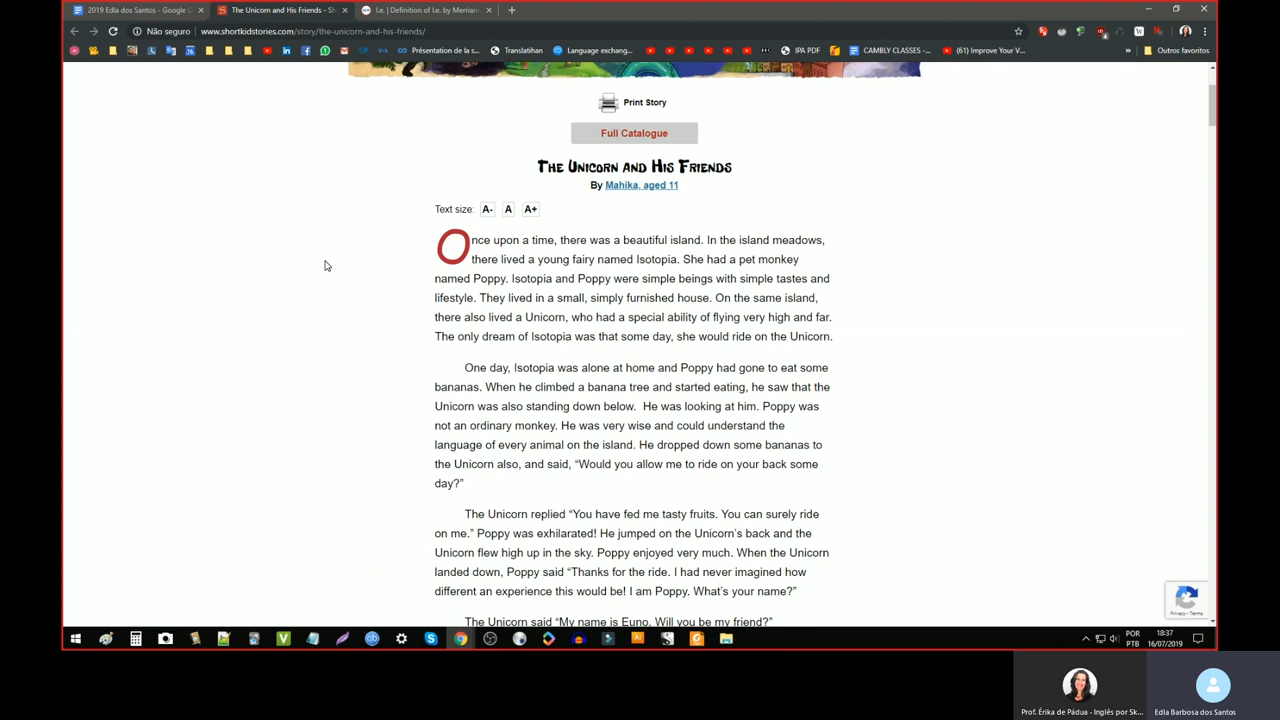 2019 Edla dos Santos - Google D
The Unicorn and His Friends - Sh
I.e. | Definition of I.e. by Merriam
Não seguro
www.shortkidstories.com/story/the-unicorn-and-his-friends/
Présentation de la s...
Translatihan
Language exchang...
IPA PDF
CAMBLY CLASSES -...
(61) Improve Your V...
»
Outros favoritos
Print Story
Full Catalogue
The Unicorn and His Friends
By Mahika, aged 11
Text size: A- A A+
Once upon a time, there was a beautiful island. In the island meadows,
there lived a young fairy named Isotopia. She had a pet monkey
named Poppy. Isotopia and Poppy were simple beings with simple tastes and
lifestyle. They lived in a small, simply furnished house. On the same island,
there also lived a Unicorn, who had a special ability of flying very high and far.
The only dream of Isotopia was that some day, she would ride on the Unicorn.
One day, Isotopia was alone at home and Poppy had gone to eat some
bananas. When he climbed a banana tree and started eating, he saw that the
Unicorn was also standing down below. He was looking at him. Poppy was
not an ordinary monkey. He was very wise and could understand the
language of every animal on the island. He dropped down some bananas to
the Unicorn also, and said, “Would you allow me to ride on your back some
day?”
The Unicorn replied “You have fed me tasty fruits. You can surely ride
on me.” Poppy was exhilarated! He jumped on the Unicorn’s back and the
Unicorn flew high up in the sky. Poppy enjoyed very much. When the Unicorn
landed down, Poppy said “Thanks for the ride. I had never imagined how
different an experience this would be! I am Poppy. What’s your name?”
The Unicorn said “My name is Euno. Will you be my friend?”
Privacy - Terms
POR
PTB
18:37
16/07/2019
Prof. Érika de Pádua - Inglês por Sk...
Edla Barbosa dos Santos